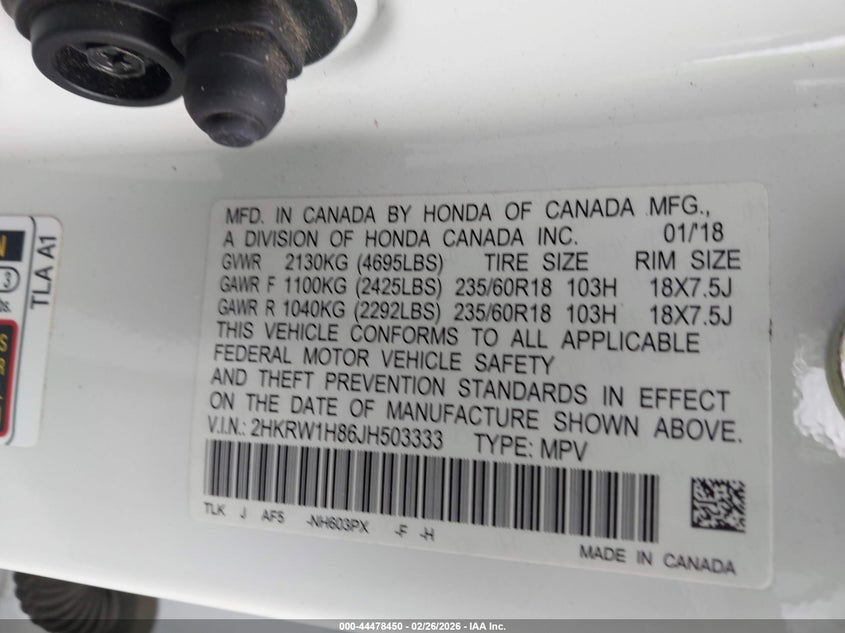 MFD. IN CANADA BY HONDA OF CANADA MFG.,
A DIVISION OF HONDA CANADA INC. 01/'18
GVWR 2130KG (4695LBS) TIRE SIZE RIM SIZE
GAWR F 1100KG (2425LBS) 235/60R18 103H 18X7.5J
GAWR R 1040KG (2292LBS) 235/60R18 103H 18X7.5J
THIS VEHICLE CONFORMS TO ALL APPLICABLE
FEDERAL MOTOR VEHICLE SAFETY
AND THEFT PREVENTION STANDARDS IN EFFECT
ON THE DATE OF MANUFACTURE SHOWN ABOVE.
V.I.N.: 2HKRW1H86JH503333 TYPE: MPV
TLK J AF5 -NH603PX -F -H
MADE IN CANADA
3
TLA A1
000-44478450 - 02/26/2026 - IAA Inc.